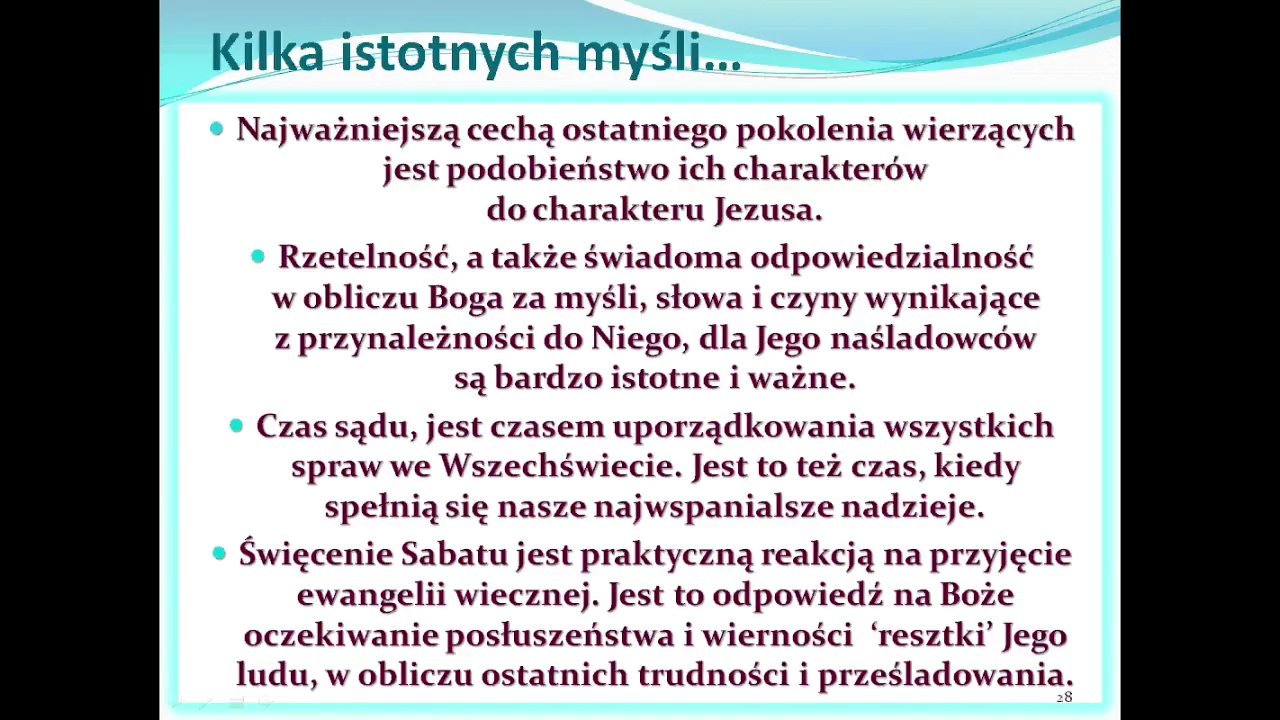 Kilka istotnych myśli...
• Najważniejszą cechą ostatniego pokolenia wierzących
jest podobieństwo ich charakterów
do charakteru Jezusa.
• Rzetelność, a także świadoma odpowiedzialność
w obliczu Boga za myśli, słowa i czyny wynikające
z przynależności do Niego, dla Jego naśladowców
są bardzo istotne i ważne.
• Czas sądu, jest czasem uporządkowania wszystkich
spraw we Wszechświecie. Jest to też czas, kiedy
spełnią się nasze najwspanialsze nadzieje.
• Święcenie Sabatu jest praktyczną reakcją na przyjęcie
ewangelii wiecznej. Jest to odpowiedź na Boże
oczekiwanie posłuszeństwa i wierności ‘resztki’ Jego
ludu, w obliczu ostatnich trudności i prześladowania.
28